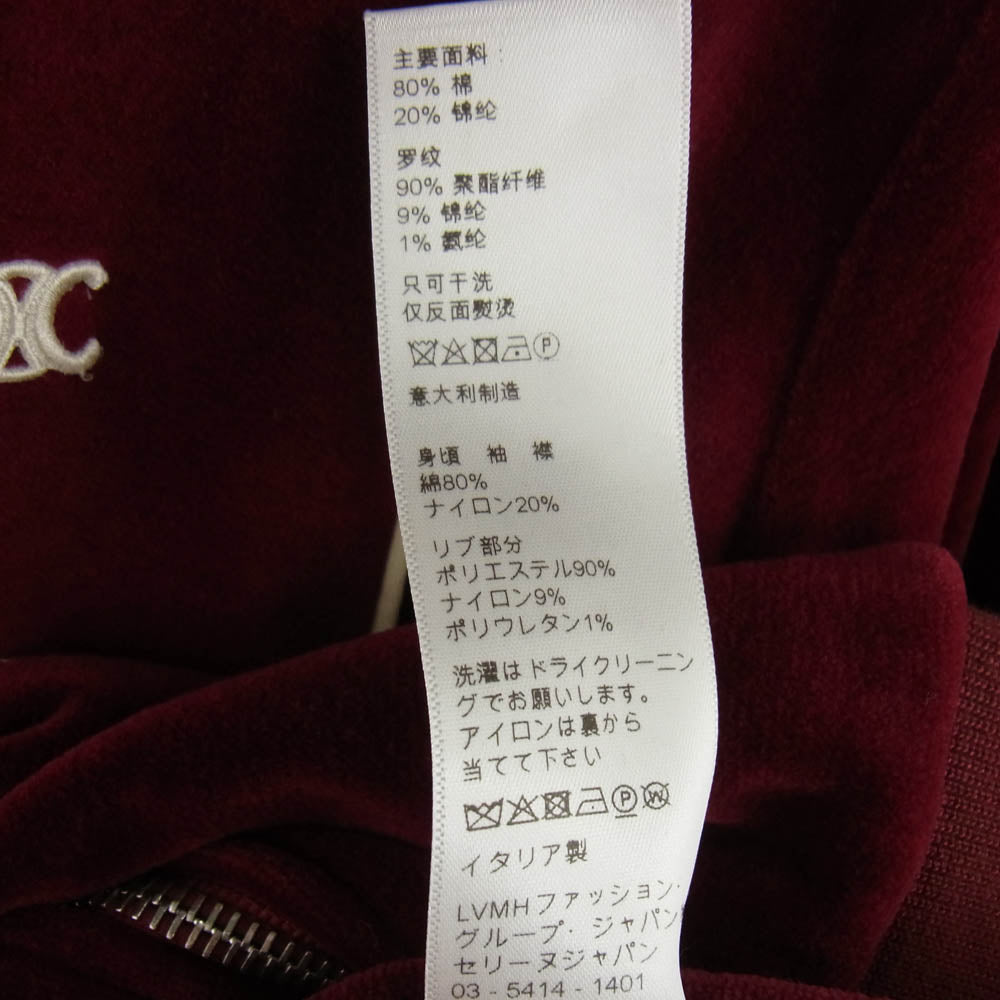 主要面料:
80% 棉
20% 锦纶
罗纹
90% 聚酯纤维
9% 锦纶
1% 氨纶
只可干洗
仅反面熨烫
P
意大利制造
身頃 袖 襟
綿80%
ナイロン20%
リブ部分
ポリエステル90%
ナイロン9%
ポリウレタン1%
洗濯はドライクリーニン
グでお願いします。
アイロンは裏から
当てて下さい
P W
イタリア製
LVMHファッション・
グループ・ジャパン
セリーヌジャパン
03 - 5414 - 1401